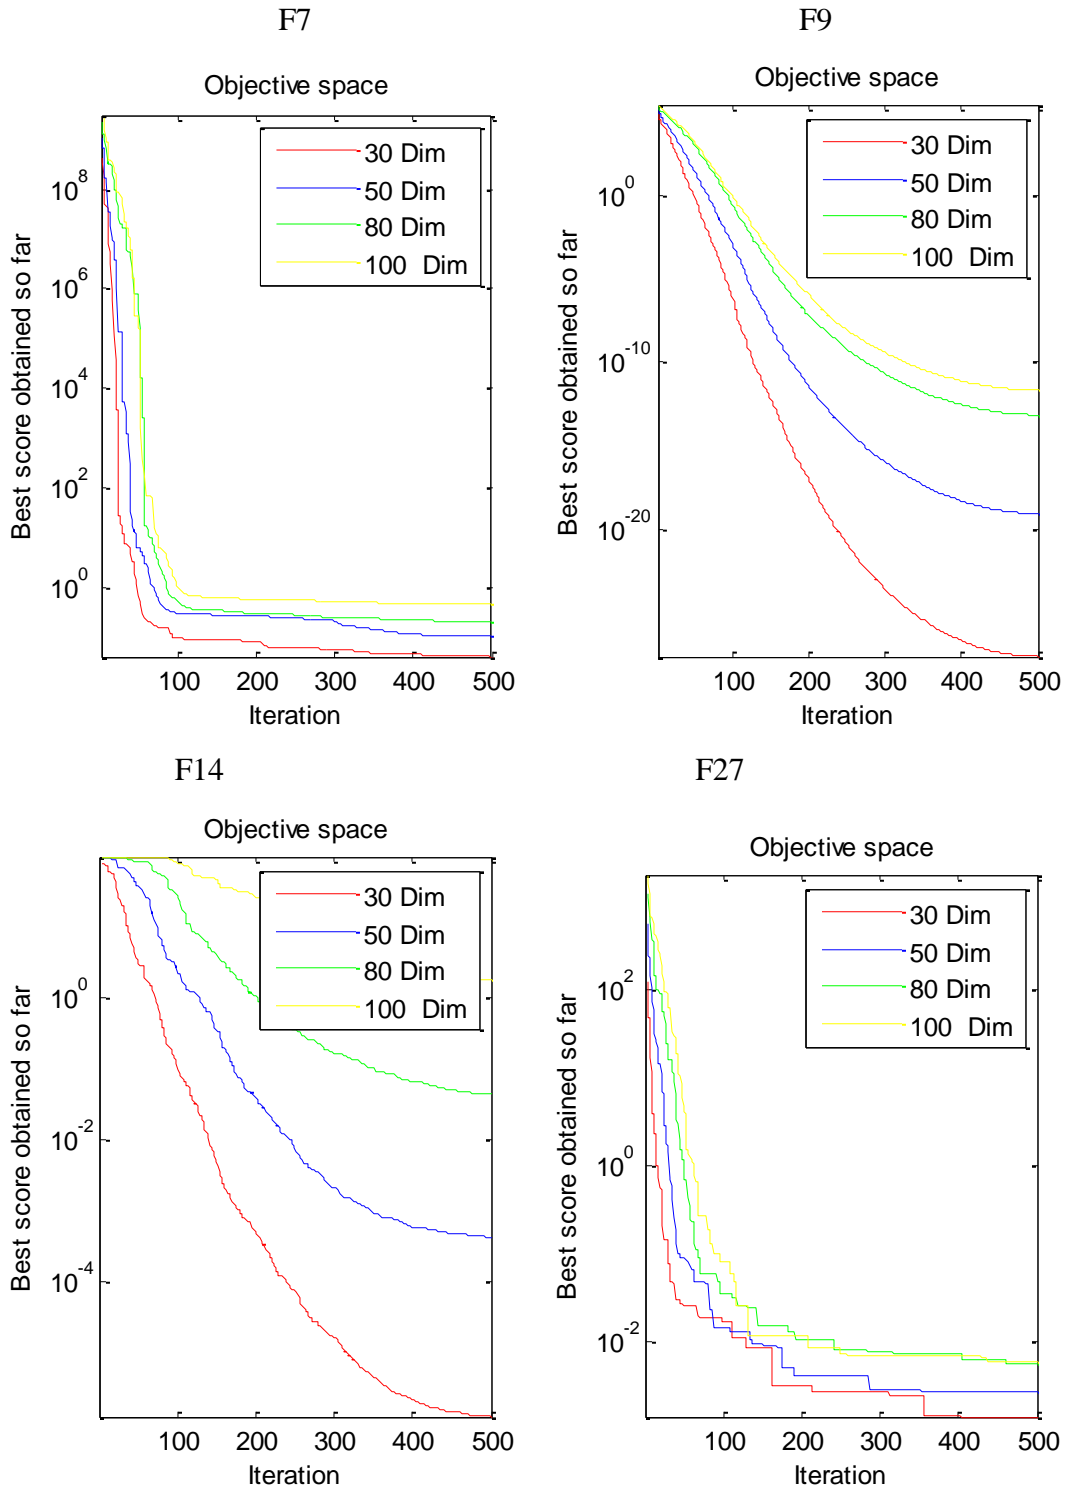 F7
Objective space
Best score obtained so far
10^8
10^6
10^4
10^2
10^0
30 Dim
50 Dim
80 Dim
100 Dim
100 200 300 400 500
Iteration
F9
Objective space
Best score obtained so far
10^0
10^-10
10^-20
30 Dim
50 Dim
80 Dim
100 Dim
100 200 300 400 500
Iteration
F14
Objective space
Best score obtained so far
10^0
10^-2
10^-4
30 Dim
50 Dim
80 Dim
100 Dim
100 200 300 400 500
Iteration
F27
Objective space
Best score obtained so far
10^2
10^0
10^-2
30 Dim
50 Dim
80 Dim
100 Dim
100 200 300 400 500
Iteration